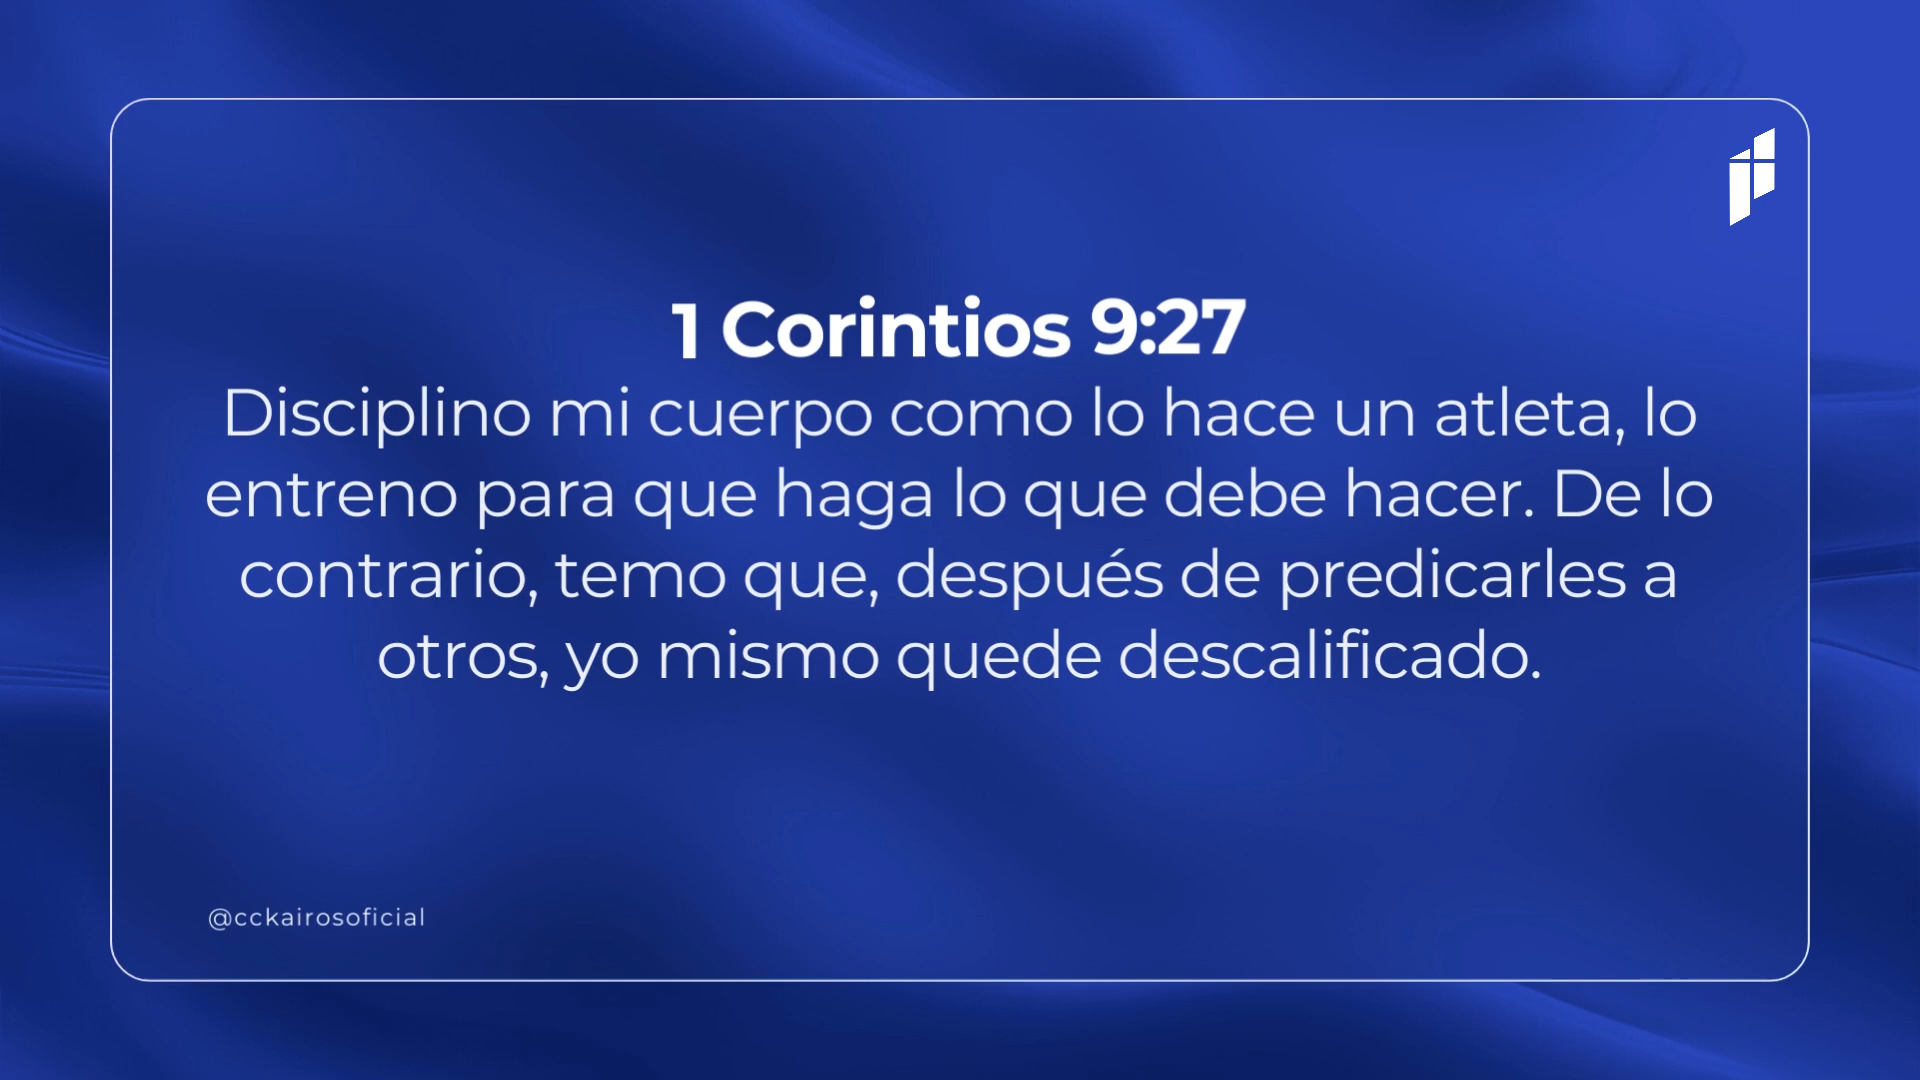 1 Corintios 9:27
Disciplino mi cuerpo como lo hace un atleta, lo
entreno para que haga lo que debe hacer. De lo
contrario, temo que, después de predicarles a
otros, yo mismo quede descalificado.
@cckairosoficial